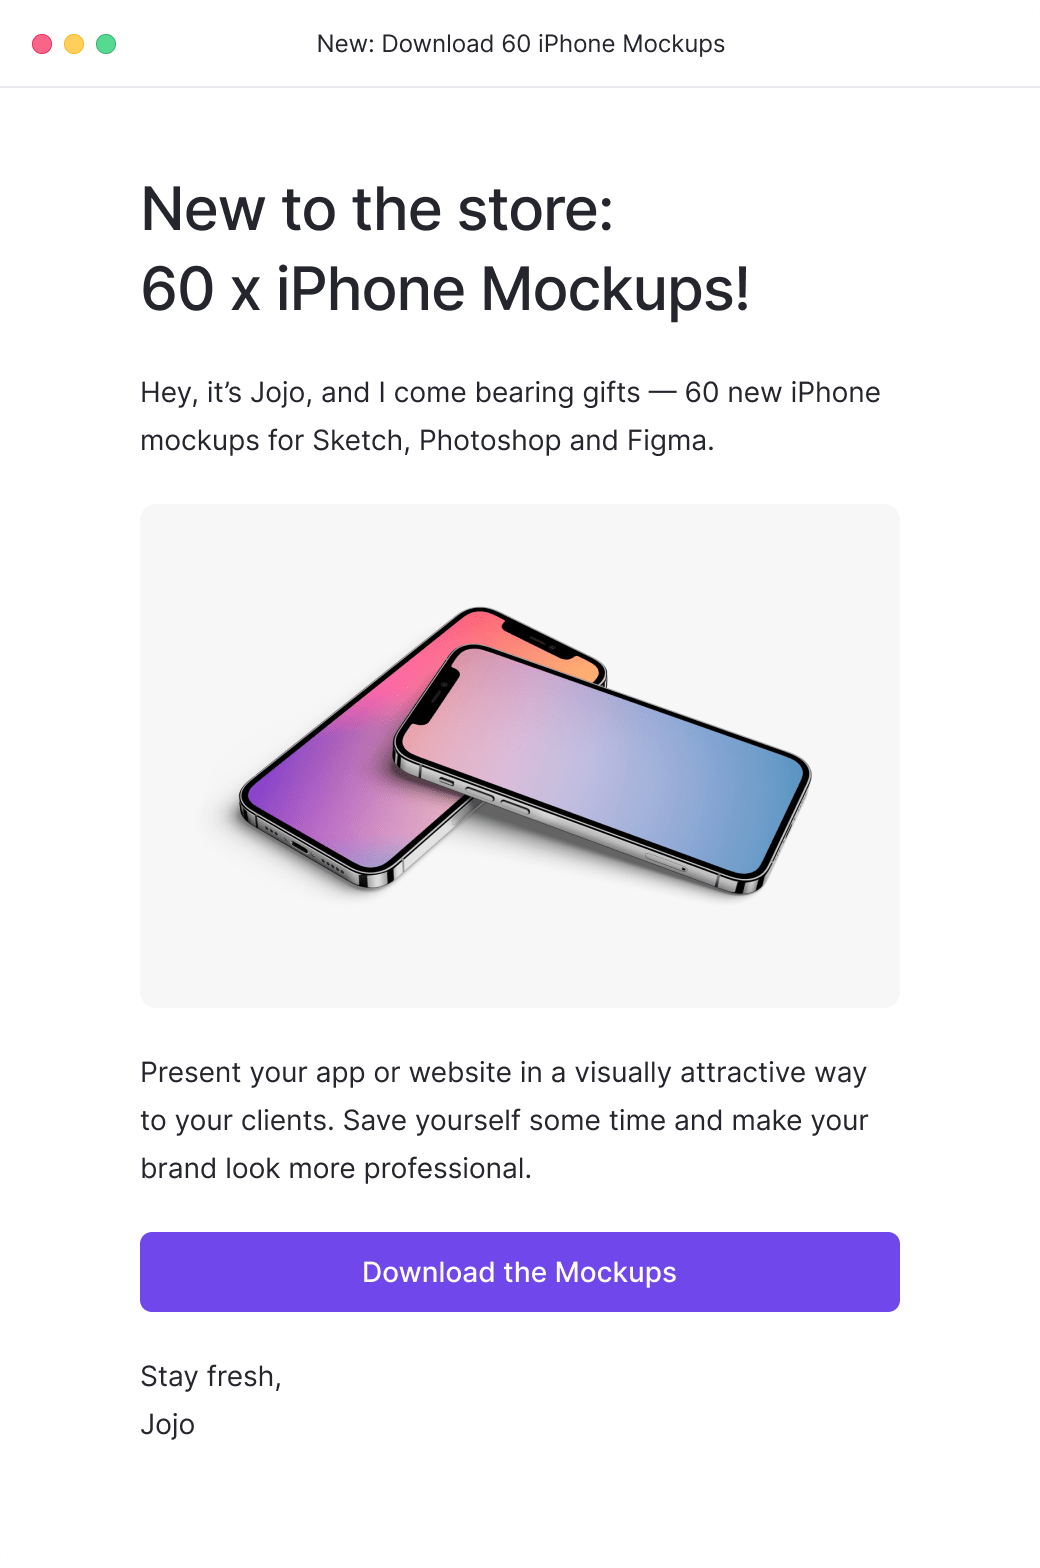 New: Download 60 iPhone Mockups
New to the store:
60 x iPhone Mockups!
Hey, it’s Jojo, and I come bearing gifts — 60 new iPhone
mockups for Sketch, Photoshop and Figma.
Present your app or website in a visually attractive way
to your clients. Save yourself some time and make your
brand look more professional.
Download the Mockups
Stay fresh,
Jojo